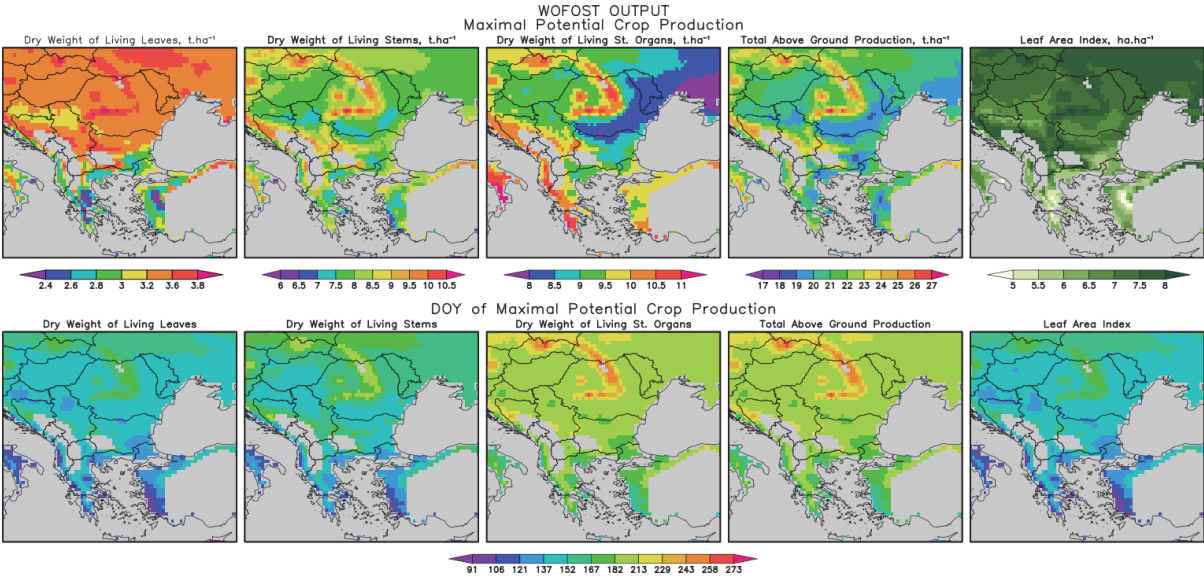 WOFOST OUTPUT
Maximal Potential Crop Production
Dry Weight of Living Leaves, t.ha⁻¹
Dry Weight of Living Stems, t.ha⁻¹
Dry Weight of Living St. Organs, t.ha⁻¹
Total Above Ground Production, t.ha⁻¹
Leaf Area Index, ha.ha⁻¹
2.4 2.6 2.8 3 3.2 3.6 3.8
6 6.5 7 7.5 8 8.5 9 9.5 10 10.5
8 8.5 9 9.5 10 10.5 11
17 18 19 20 21 22 23 24 25 26 27
5 5.5 6 6.5 7 7.5 8
DOY of Maximal Potential Crop Production
Dry Weight of Living Leaves
Dry Weight of Living Stems
Dry Weight of Living St. Organs
Total Above Ground Production
Leaf Area Index
91 106 121 137 152 167 182 213 229 243 258 273